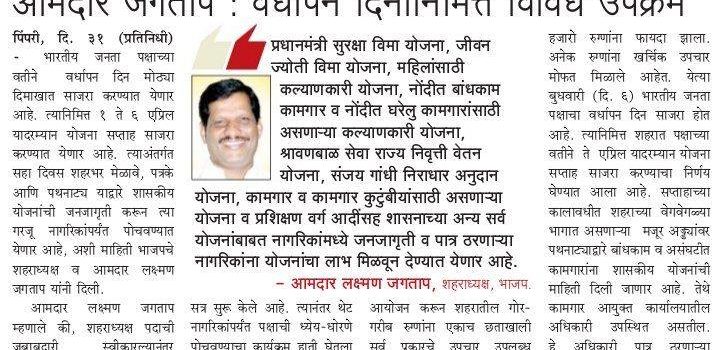 आमदार जगताप : वर्धापन दिनानिमित्त विविध उपक्रम
पिंपरी, दि. ३१ (प्रतिनिधी)
- भारतीय जनता पक्षाच्या
वतीने वर्धापन दिन मोठ्या
दिमाखात साजरा करण्यात येणार
आहे. त्यानिमित्त १ ते ६ एप्रिल
यादरम्यान योजना सप्ताह साजरा
करण्यात येणार आहे. त्याअंतर्गत
सहा दिवस शहरभर मेळावे, पत्रके
आणि पथनाट्य याद्वारे शासकीय
योजनांची जनजागृती करून त्या
गरजू नागरिकांपर्यंत पोचवण्यात
येणार आहे, अशी माहिती भाजपचे
शहराध्यक्ष व आमदार लक्ष्मण
जगताप यांनी दिली.
आमदार लक्ष्मण जगताप
म्हणाले की, शहराध्यक्ष पदाची
जबाबदारी स्वीकारल्यानंतर
प्रधानमंत्री सुरक्षा विमा योजना, जीवन
ज्योती विमा योजना, महिलांसाठी
कल्याणकारी योजना, नोंदीत बांधकाम
कामगार व नोंदीत घरेलु कामगारांसाठी
असणाऱ्या कल्याणकारी योजना,
श्रावणबाळ सेवा राज्य निवृत्ती वेतन
योजना, संजय गांधी निराधार अनुदान
योजना, कामगार व कामगार कुटुंबीयांसाठी असणाऱ्या
योजना व प्रशिक्षण वर्ग आदींसह शासनाच्या अन्य सर्व
योजनांबाबत नागरिकांमध्ये जनजागृती व पात्र ठरणाऱ्या
नागरिकांना योजनांचा लाभ मिळवून देण्यात येणार आहे.
- आमदार लक्ष्मण जगताप, शहराध्यक्ष, भाजप.
सत्र सुरू केले आहे. त्यानंतर थेट
नागरिकांपर्यंत पक्षाची ध्येय-धोरणे
पोचवण्याचा कार्यक्रम हाती घेतला
आयोजन करून शहरातील गोर-
गरीब रुग्णांना एकाच छताखाली
सर्व प्रकारचे उपचार उपलब्ध
हजारो रुग्णांना फायदा झाला.
अनेक रुग्णांना खर्चिक उपचार
मोफत मिळाले आहेत. येत्या
बुधवारी (दि. ६) भारतीय जनता
पक्षाचा वर्धापन दिन साजरा होत
आहे. त्यानिमित्त शहरात पक्षाच्या
वतीने ते एप्रिल यादरम्यान योजना
सप्ताह साजरा करण्याचा निर्णय
घेण्यात आला आहे. सप्ताहाच्या
कालावधीत शहराच्या वेगवेगळ्या
भागात असणाऱ्या मजूर अड्ड्यांवर
पथनाट्याद्वारे बांधकाम व असंघटीत
कामगारांना शासकीय योजनांची
माहिती दिली जाणार आहे. तेथे
कामगार आयुक्त कार्यालयातील
अधिकारी उपस्थित असतील.
हे अधिकारी पात्र ठरणाऱ्या